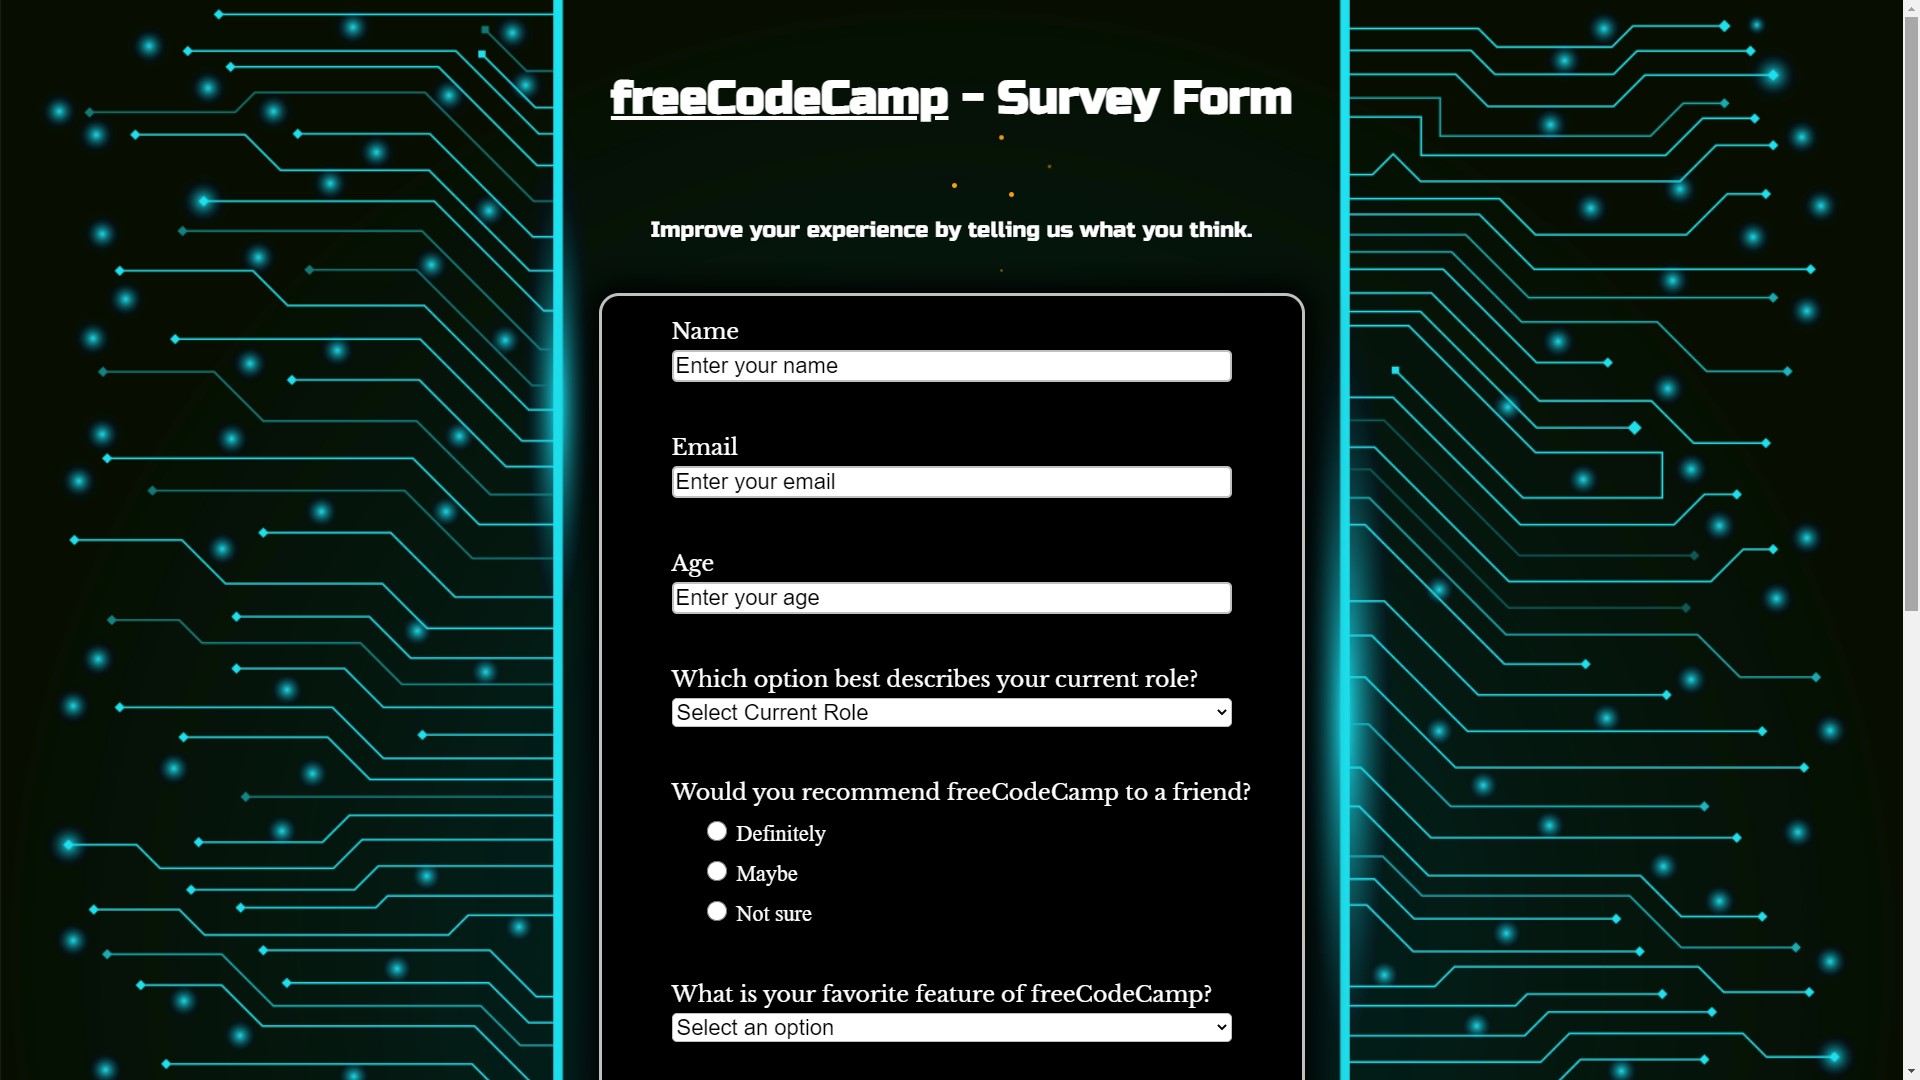 freeCodeCamp - Survey Form
Improve your experience by telling us what you think.
Name
Enter your name
Email
Enter your email
Age
Enter your age
Which option best describes your current role?
Select Current Role
Would you recommend freeCodeCamp to a friend?
Definitely
Maybe
Not sure
What is your favorite feature of freeCodeCamp?
Select an option